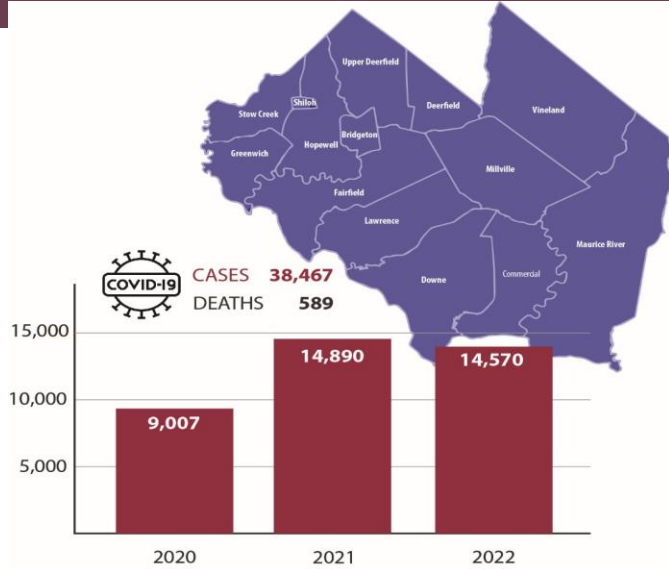 Upper Deerfield
Vineland
Deerfield
Shiloh
Stow Creek
Bridgeton
Hopewell
Greenwich
Millville
Fairfield
Lawrence
Maurice River
Downe
Commercial
COVID-19
CASES 38,467
DEATHS 589
15,000
10,000
5,000
9,007
14,890
14,570
2020
2021
2022